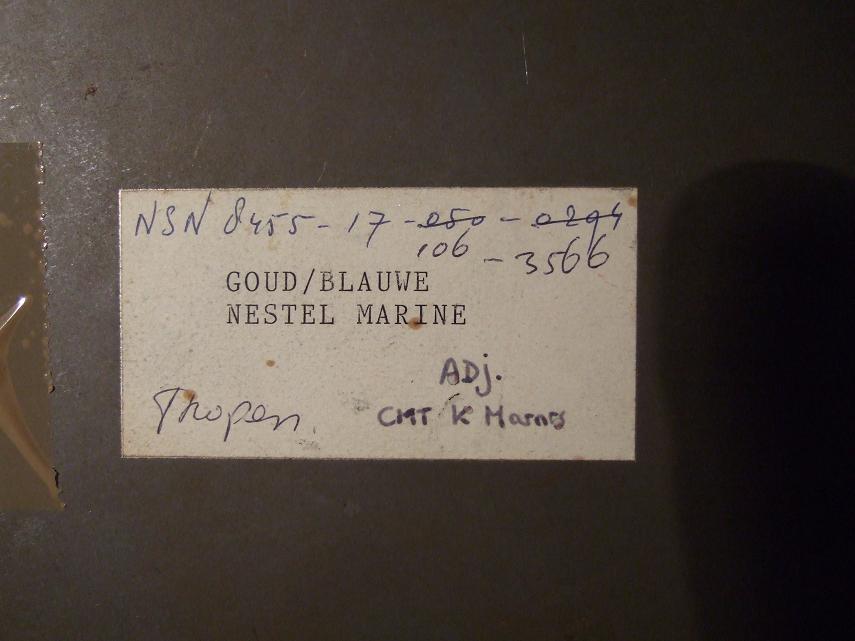 NSN 8455-17-050-0294
106-3566
GOUD/BLAUWE
NESTEL MARINE
ADj.
Tropen.
CMT K Marns